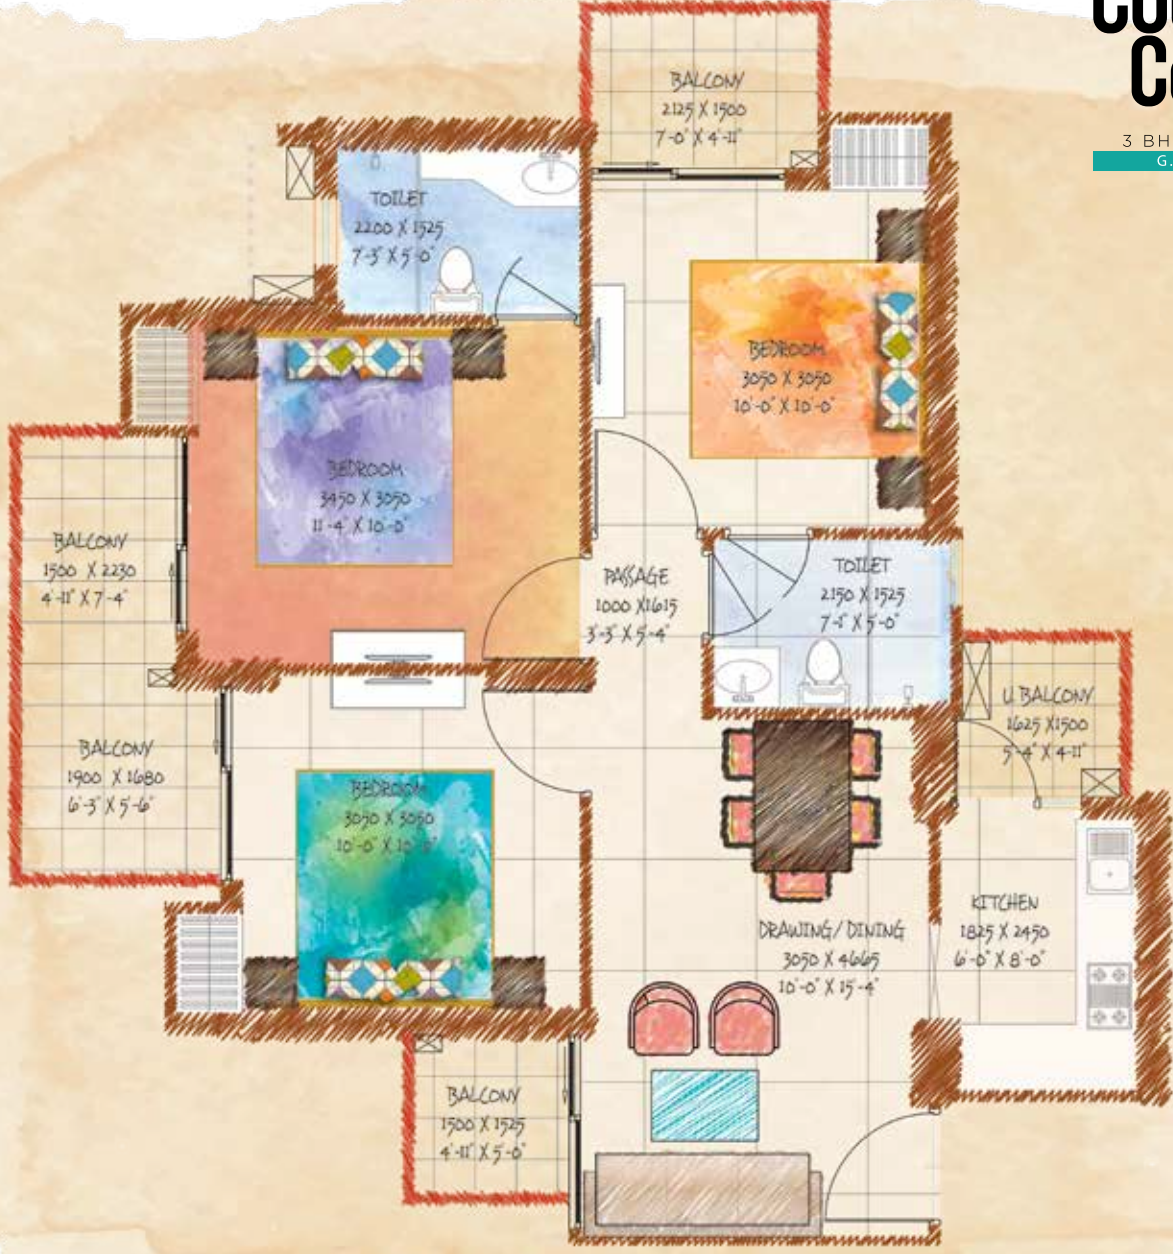 BALCONY
2125 X 1500
7'-0" X 4'-11"
3 BH
G.
TOILET
2200 X 1525
7'-3" X 5'-0"
BEDROOM
3050 X 3050
10'-0" X 10'-0"
BEDROOM
3450 X 3050
11'-4" X 10'-0"
BALCONY
1500 X 2230
4'-11" X 7'-4"
PASSAGE
1000 X1615
3'-3" X 5'-4"
TOILET
2150 X 1525
7'-1" X 5'-0"
U. BALCONY
1625 X1500
5'-4" X 4'-11"
BALCONY
1900 X 1680
6'-3" X 5'-6"
BEDROOM
3050 X 3050
10'-0" X 10'-0"
KITCHEN
1825 X 2450
6'-0" X 8'-0"
DRAWING/DINING
3050 X 4665
10'-0" X 15'-4"
BALCONY
1500 X 1525
4'-11" X 5'-0"